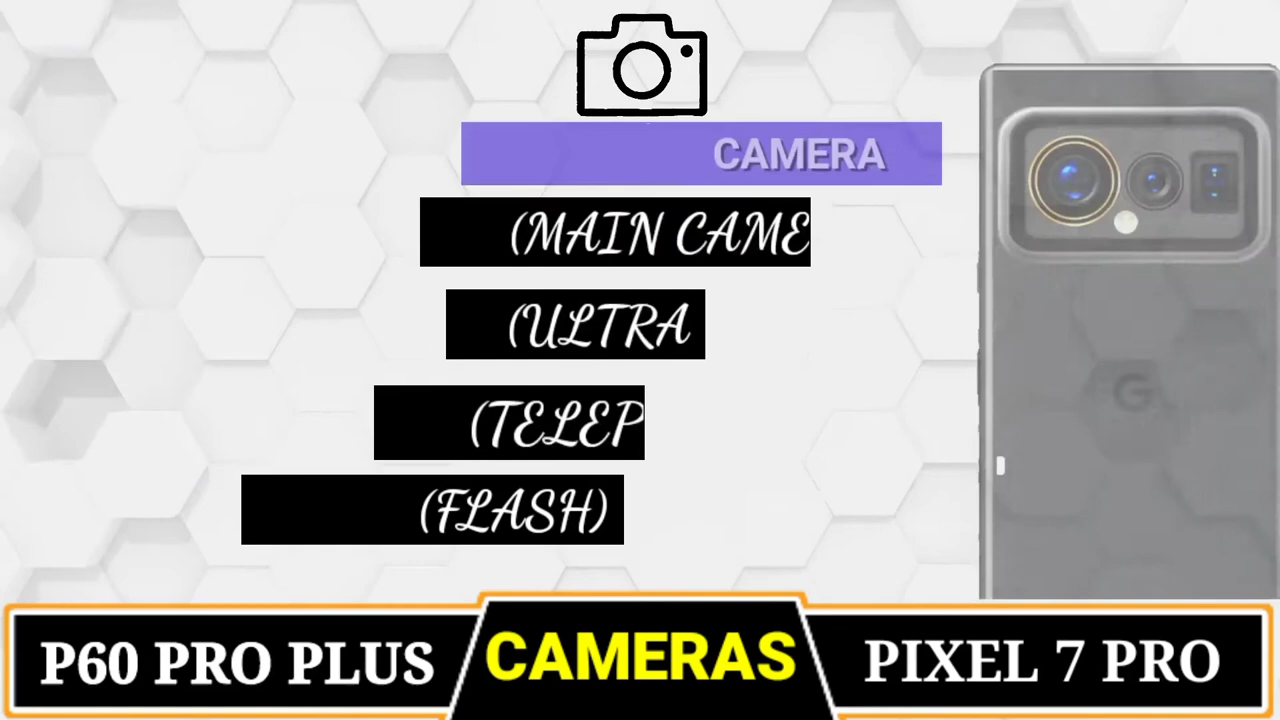 CAMERA
(MAIN CAME
(ULTRA
(TELEP
(FLASH)
G
P60 PRO PLUS CAMERAS PIXEL 7 PRO